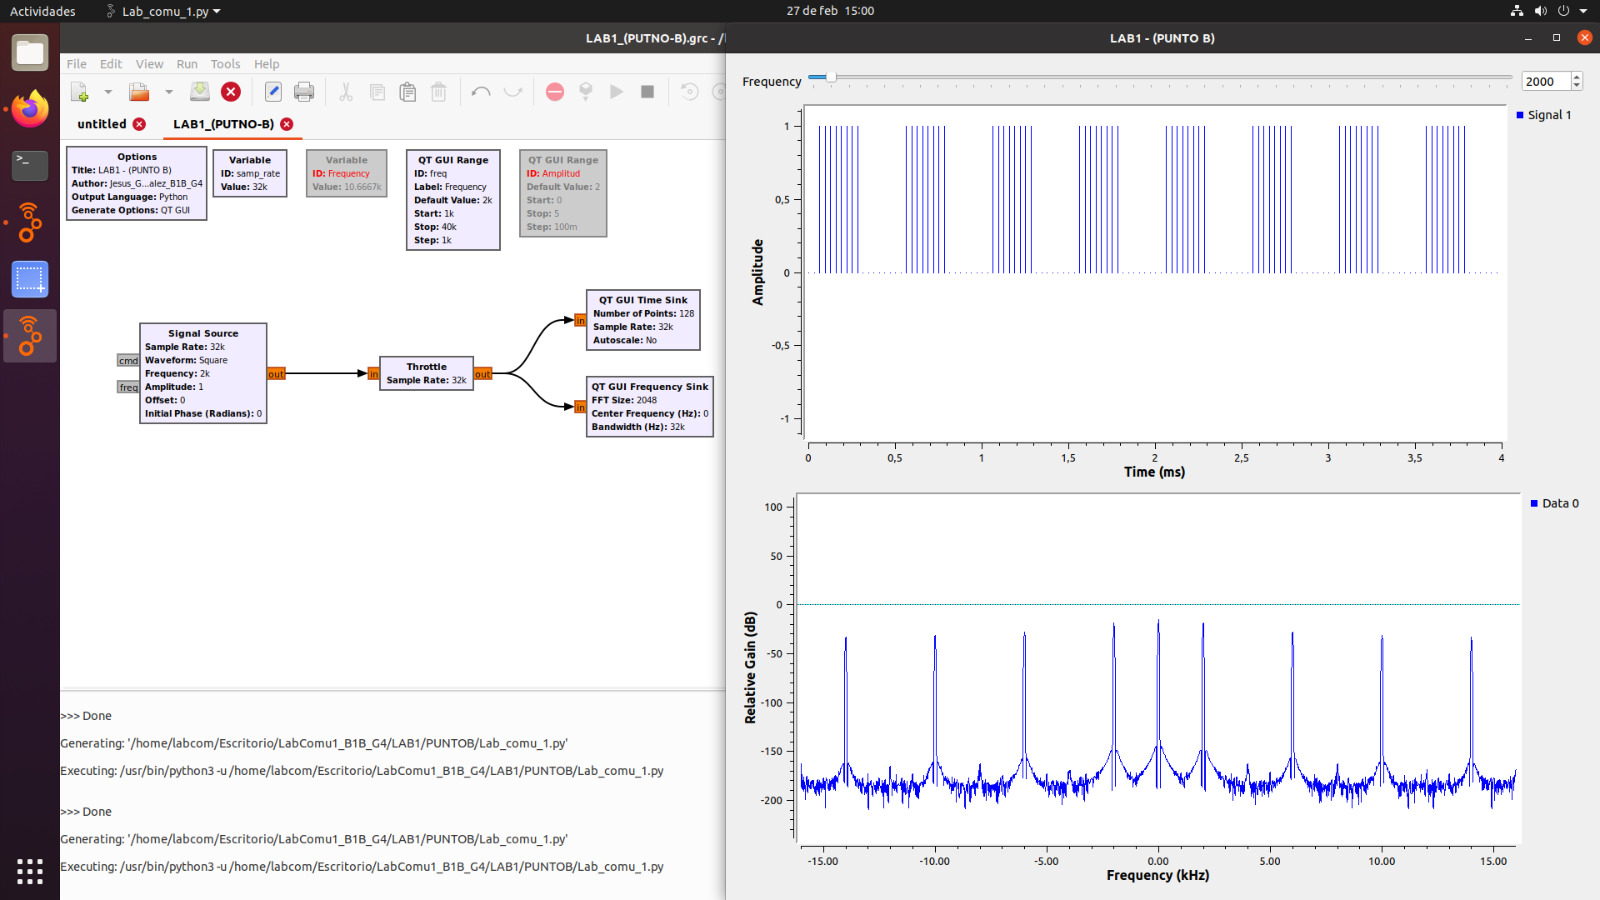 Actividades
Lab_comu_1.py
27 de feb 15:00
LAB1_(PUTNO-B).grc - /
LAB1 - (PUNTO B)
File Edit View Run Tools Help
untitled
LAB1_(PUTNO-B)
Options
Title: LAB1 - (PUNTO B)
Author: Jesus_G...alez_B1B_G4
Output Language: Python
Generate Options: QT GUI
Variable
ID: samp_rate
Value: 32k
Variable
ID: Frequency
Value: 10.6667k
QT GUI Range
ID: freq
Label: Frequency
Default Value: 2k
Start: 1k
Stop: 40k
Step: 1k
QT GUI Range
ID: Amplitud
Default Value: 2
Start: 0
Stop: 5
Step: 100m
Signal Source
Sample Rate: 32k
Waveform: Square
Frequency: 2k
Amplitude: 1
Offset: 0
Initial Phase (Radians): 0
cmd
freq
out
in
Throttle
Sample Rate: 32k
out
in
QT GUI Time Sink
Number of Points: 128
Sample Rate: 32k
Autoscale: No
in
QT GUI Frequency Sink
FFT Size: 2048
Center Frequency (Hz): 0
Bandwidth (Hz): 32k
>>> Done
Generating: '/home/labcom/Escritorio/LabComu1_B1B_G4/LAB1/PUNTOB/Lab_comu_1.py'
Executing: /usr/bin/python3 -u /home/labcom/Escritorio/LabComu1_B1B_G4/LAB1/PUNTOB/Lab_comu_1.py
>>> Done
Generating: '/home/labcom/Escritorio/LabComu1_B1B_G4/LAB1/PUNTOB/Lab_comu_1.py'
Executing: /usr/bin/python3 -u /home/labcom/Escritorio/LabComu1_B1B_G4/LAB1/PUNTOB/Lab_comu_1.py
Frequency
2000
Signal 1
Amplitude
1
0,5
0
-0,5
-1
0 0,5 1 1,5 2 2,5 3 3,5 4
Time (ms)
Data 0
Relative Gain (dB)
100
50
0
-50
-100
-150
-200
-15.00 -10.00 -5.00 0.00 5.00 10.00 15.00
Frequency (kHz)